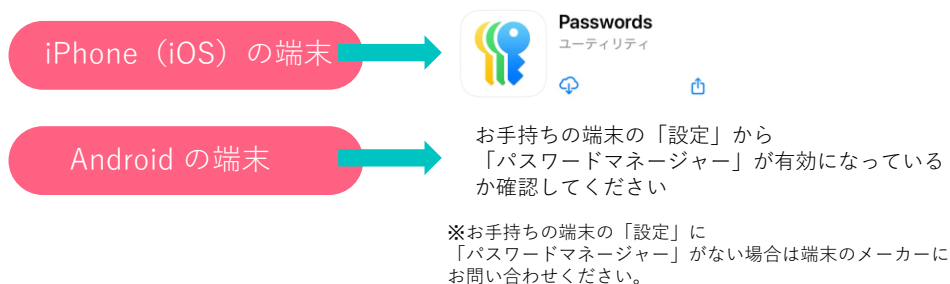 iPhone（iOS）の端末
Passwords
ユーティリティ
Android の端末
お手持ちの端末の「設定」から
「パスワードマネージャー」が有効になっている
か確認してください
※お手持ちの端末の「設定」に
「パスワードマネージャー」がない場合は端末のメーカーに
お問い合わせください。